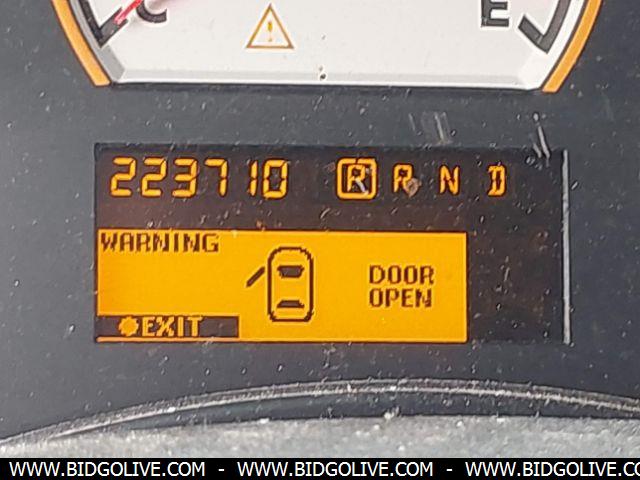 C E
223710 R R N D
WARNING
DOOR
OPEN
EXIT
WWW.BIDGOLIVE.COM - WWW.BIDGOLIVE.COM - WWW.BIDGOLIVE.COM